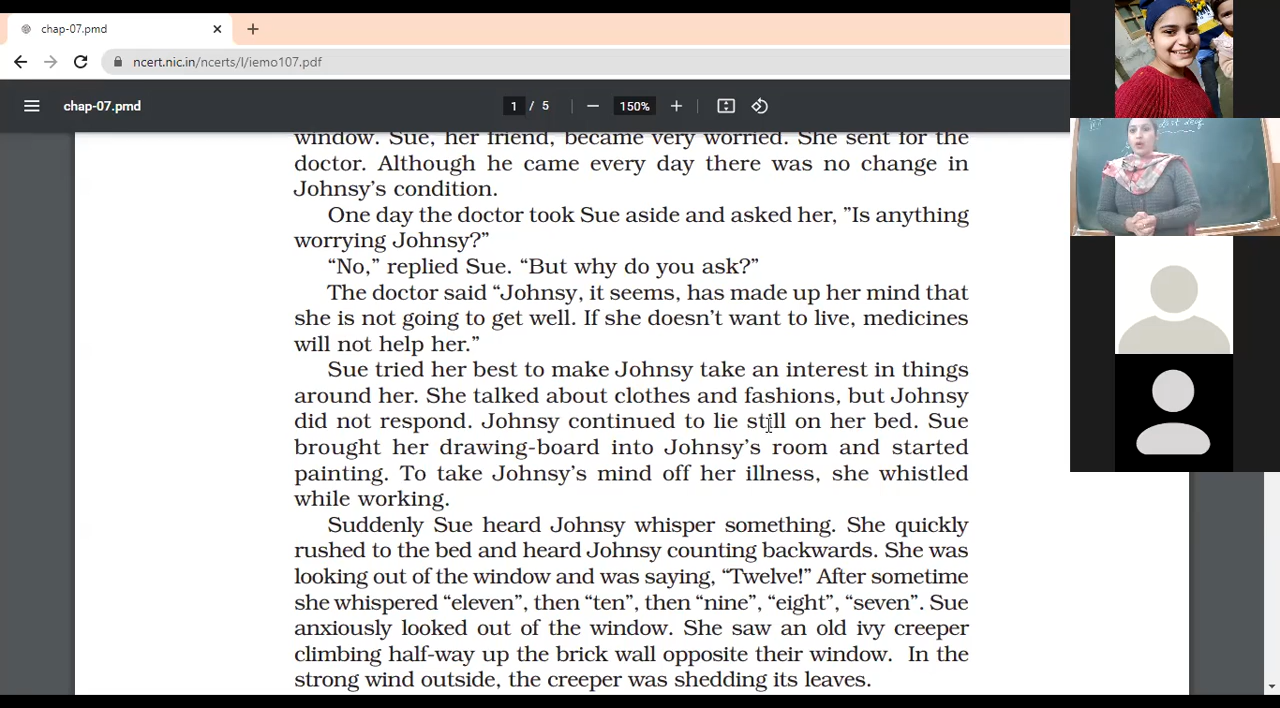 chap-07.pmd
ncert.nic.in/ncerts/l/iemo107.pdf
chap-07.pmd
1 / 5
150%
window. Sue, her friend, became very worried. She sent for the
doctor. Although he came every day there was no change in
Johnsy’s condition.
One day the doctor took Sue aside and asked her, ”Is anything
worrying Johnsy?”
“No,” replied Sue. “But why do you ask?”
The doctor said “Johnsy, it seems, has made up her mind that
she is not going to get well. If she doesn’t want to live, medicines
will not help her.”
Sue tried her best to make Johnsy take an interest in things
around her. She talked about clothes and fashions, but Johnsy
did not respond. Johnsy continued to lie still on her bed. Sue
brought her drawing-board into Johnsy’s room and started
painting. To take Johnsy’s mind off her illness, she whistled
while working.
Suddenly Sue heard Johnsy whisper something. She quickly
rushed to the bed and heard Johnsy counting backwards. She was
looking out of the window and was saying, “Twelve!” After sometime
she whispered “eleven”, then “ten”, then “nine”, “eight”, “seven”. Sue
anxiously looked out of the window. She saw an old ivy creeper
climbing half-way up the brick wall opposite their window. In the
strong wind outside, the creeper was shedding its leaves.